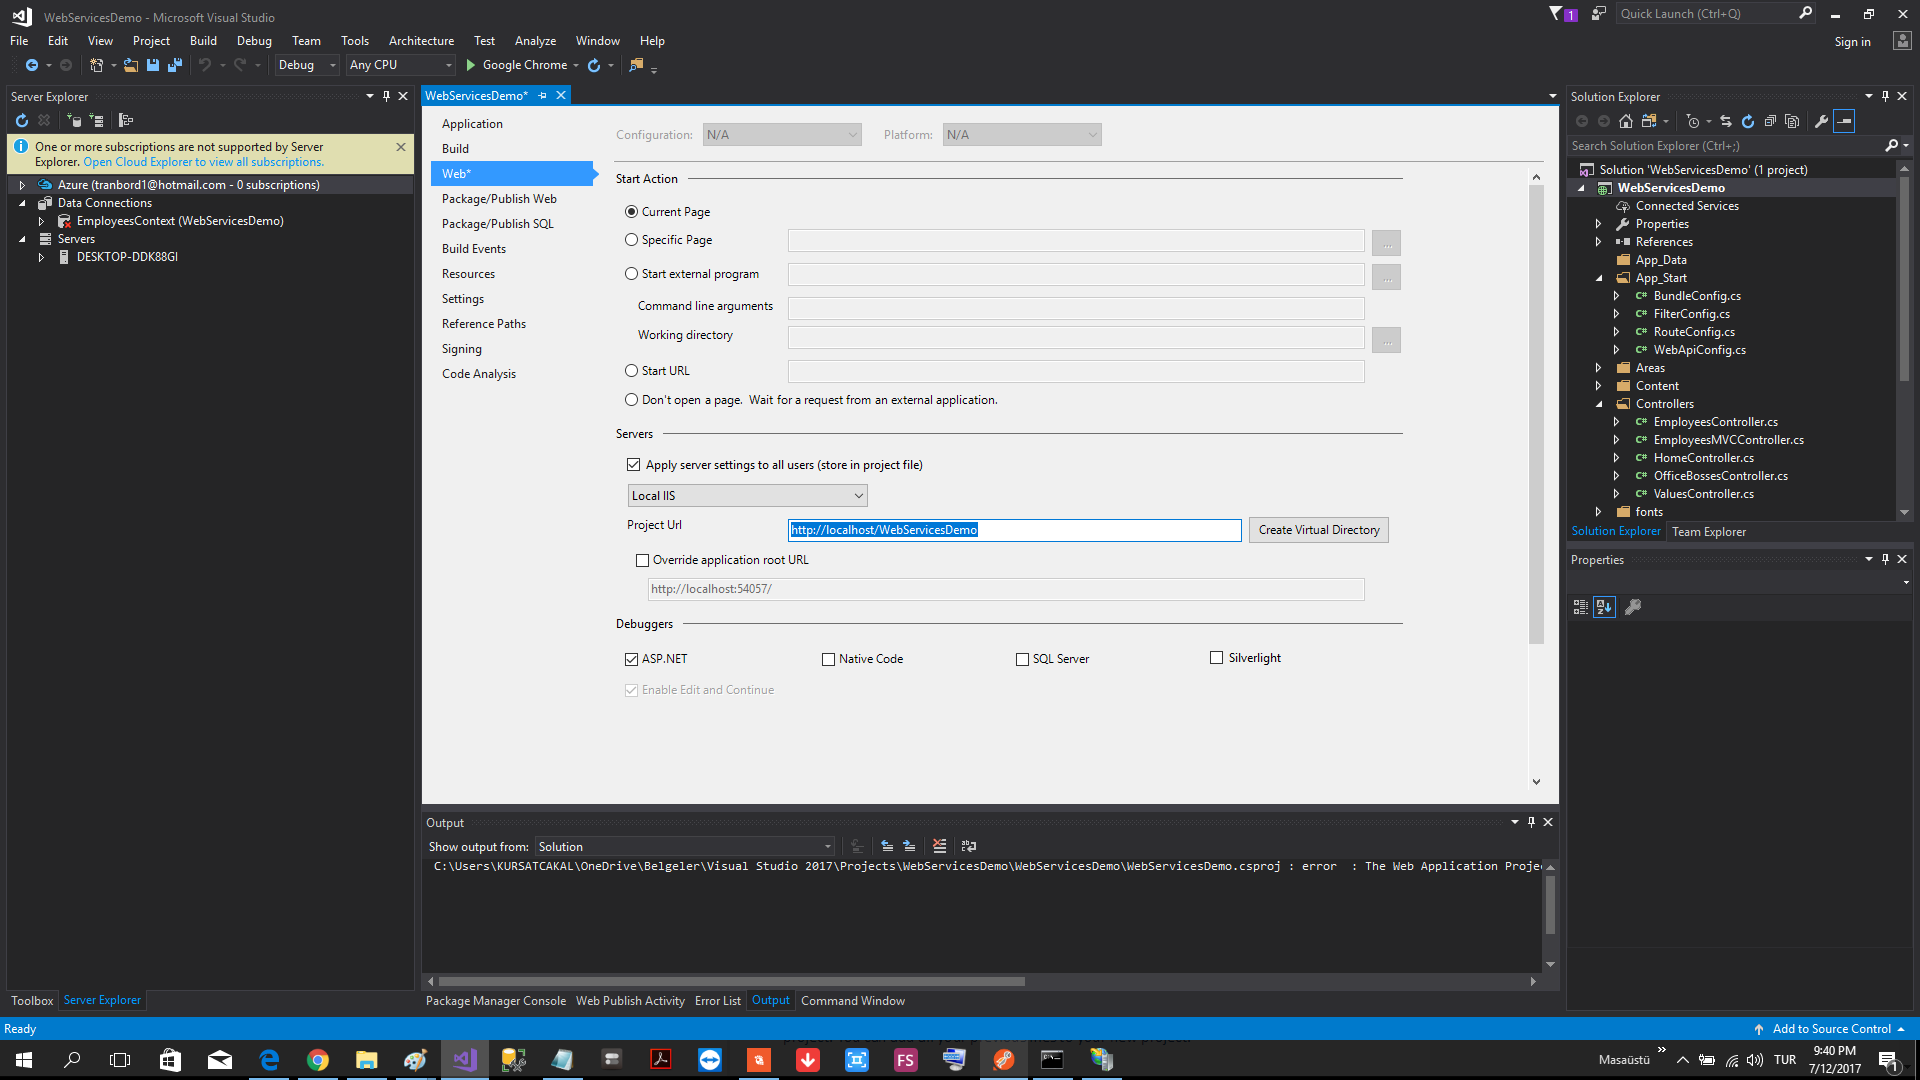 WebServicesDemo - Microsoft Visual Studio
1
Quick Launch (Ctrl+Q)
File Edit View Project Build Debug Team Tools Architecture Test Analyze Window Help
Sign in
Debug Any CPU Google Chrome
Server Explorer
One or more subscriptions are not supported by Server
Explorer. Open Cloud Explorer to view all subscriptions.
Azure (tranbord1@hotmail.com - 0 subscriptions)
Data Connections
EmployeesContext (WebServicesDemo)
Servers
DESKTOP-DDK88GI
Toolbox Server Explorer
WebServicesDemo*
Application
Build
Web*
Package/Publish Web
Package/Publish SQL
Build Events
Resources
Settings
Reference Paths
Signing
Code Analysis
Configuration: N/A Platform: N/A
Start Action
Current Page
Specific Page ...
Start external program ...
Command line arguments
Working directory ...
Start URL
Don't open a page. Wait for a request from an external application.
Servers
Apply server settings to all users (store in project file)
Local IIS
Project Url http://localhost/WebServicesDemo Create Virtual Directory
Override application root URL
http://localhost:54057/
Debuggers
ASP.NET Native Code SQL Server Silverlight
Enable Edit and Continue
Output
Show output from: Solution
C:\Users\KURSATCAKAL\OneDrive\Belgeler\Visual Studio 2017\Projects\WebServicesDemo\WebServicesDemo\WebServicesDemo.csproj : error : The Web Application Proje
Package Manager Console Web Publish Activity Error List Output Command Window
Solution Explorer
Search Solution Explorer (Ctrl+;)
Solution 'WebServicesDemo' (1 project)
WebServicesDemo
Connected Services
Properties
References
App_Data
App_Start
C# BundleConfig.cs
C# FilterConfig.cs
C# RouteConfig.cs
C# WebApiConfig.cs
Areas
Content
Controllers
C# EmployeesController.cs
C# EmployeesMVCController.cs
C# HomeController.cs
C# OfficeBossesController.cs
C# ValuesController.cs
fonts
Solution Explorer Team Explorer
Properties
Ready
Add to Source Control
FS
Masaüstü » TUR
9:40 PM
7/12/2017
1